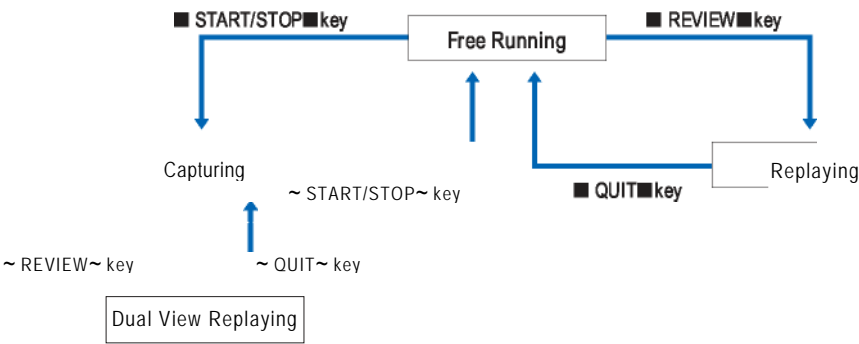 ■ START/STOP■ key
■ REVIEW■ key
Free Running
Capturing
Replaying
~ START/STOP~ key
■ QUIT■ key
~ REVIEW~ key
~ QUIT~ key
Dual View Replaying